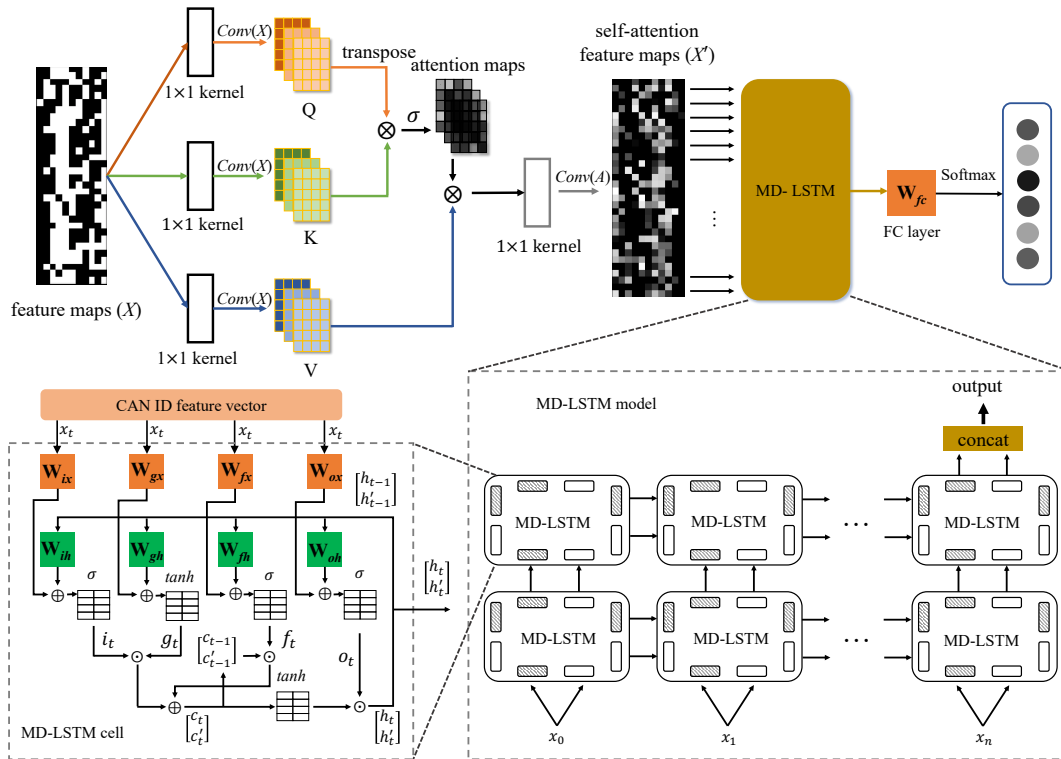 feature maps (X)
1×1 kernel
Conv(X)
Q
transpose
1×1 kernel
Conv(X)
K
1×1 kernel
Conv(X)
V
⊗
σ
attention maps
⊗
1×1 kernel
Conv(A)
self-attention
feature maps (X′)
⋮
MD- LSTM
W_fc
FC layer
Softmax
CAN ID feature vector
x_t
x_t
x_t
x_t
W_ix
W_gx
W_fx
W_ox
[h_{t-1}
h′_{t-1}]
W_ih
W_gh
W_fh
W_oh
σ
tanh
σ
σ
⊕
⊕
⊕
⊕
[h_t
h′_t]
i_t
g_t
[c_{t-1}
c′_{t-1}]
f_t
o_t
⊙
⊙
tanh
⊕
⊙
[c_t
c′_t]
[h_t
h′_t]
MD-LSTM cell
MD-LSTM model
output
concat
MD-LSTM
MD-LSTM
...
MD-LSTM
MD-LSTM
MD-LSTM
...
MD-LSTM
x_0
x_1
x_n